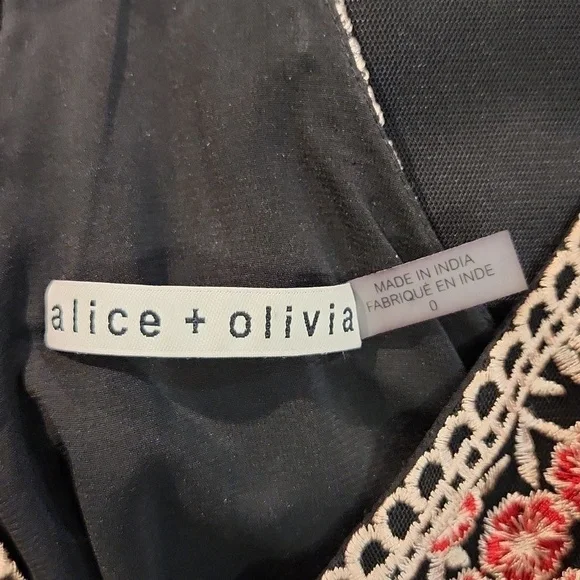 alice + olivia
MADE IN INDIA
FABRIQUÉ EN INDE
0